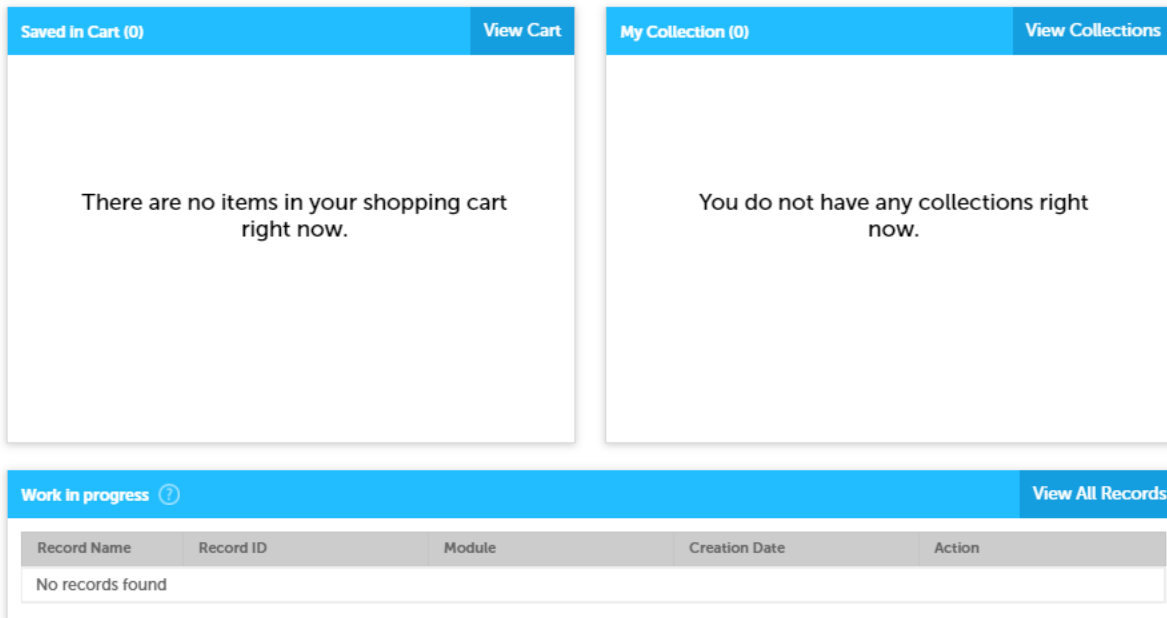 Saved in Cart (0)
View Cart
My Collection (0)
View Collections
There are no items in your shopping cart
right now.
You do not have any collections right
now.
Work in progress ?
View All Records
Record Name Record ID Module Creation Date Action
No records found